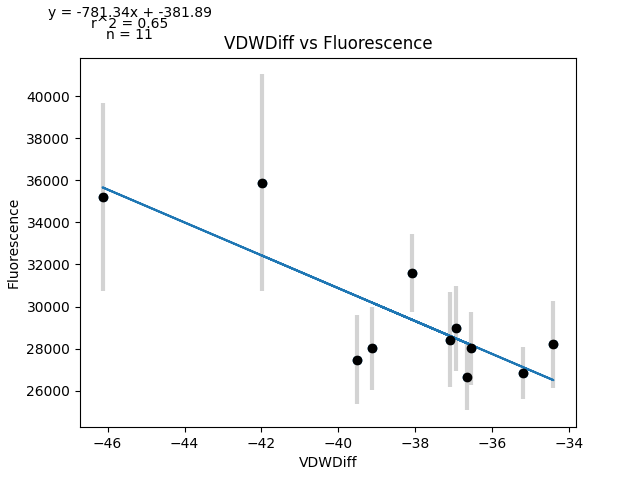 y = -781.34x + -381.89
r^2 = 0.65
n = 11
VDWDiff vs Fluorescence
40000
38000
36000
34000
32000
30000
28000
26000
Fluorescence
−46
−44
−42
−40
−38
−36
−34
VDWDiff